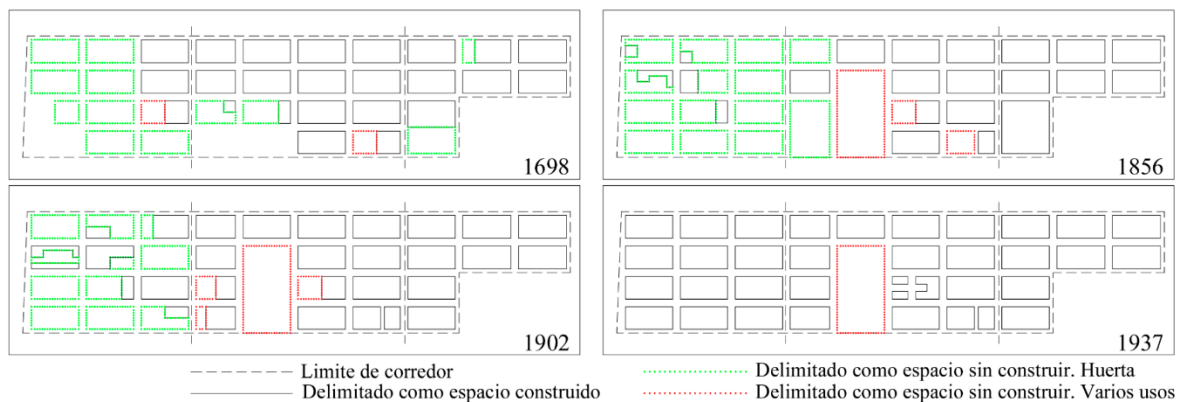 1698
1856
1902
1937
Limite de corredor
Delimitado como espacio construido
Delimitado como espacio sin construir. Huerta
Delimitado como espacio sin construir. Varios usos